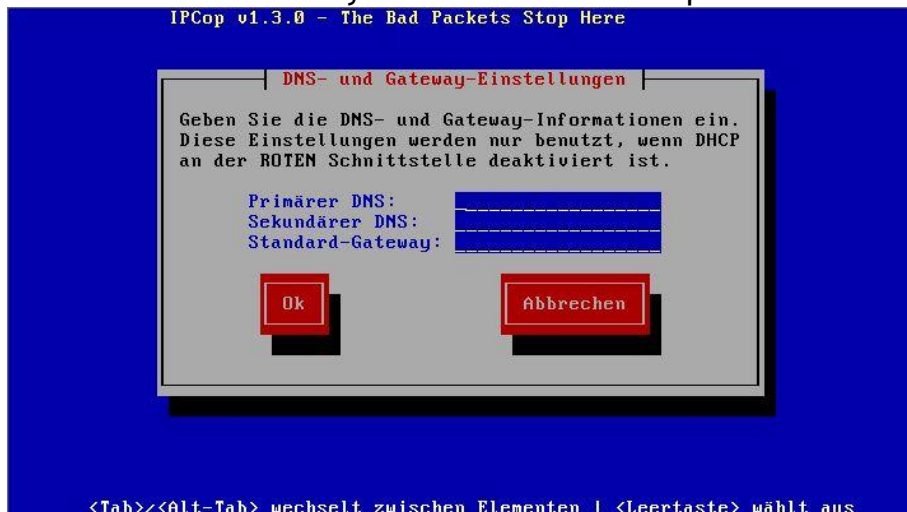 IPCop v1.3.0 - The Bad Packets Stop Here
DNS- und Gateway-Einstellungen
Geben Sie die DNS- und Gateway-Informationen ein.
Diese Einstellungen werden nur benutzt, wenn DHCP
an der ROTEN Schnittstelle deaktiviert ist.
Primärer DNS:
Sekundärer DNS:
Standard-Gateway:
Ok Abbrechen
<Tab>/<Alt-Tab> wechselt zwischen Elementen | <Leertaste> wählt aus